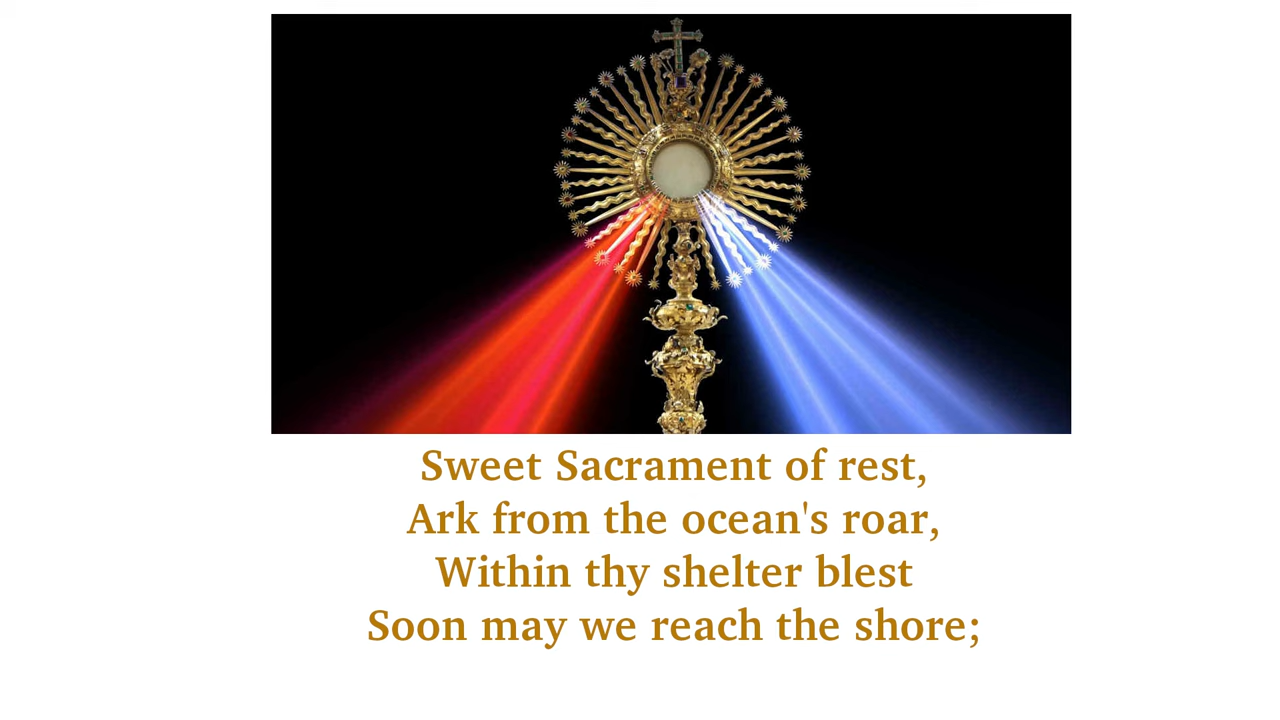 Sweet Sacrament of rest,
Ark from the ocean's roar,
Within thy shelter blest
Soon may we reach the shore;